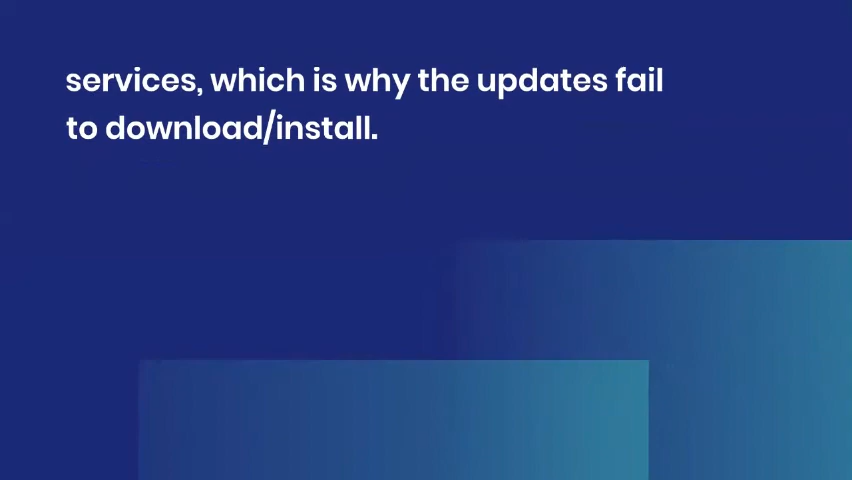 services, which is why the updates fail
to download/install.